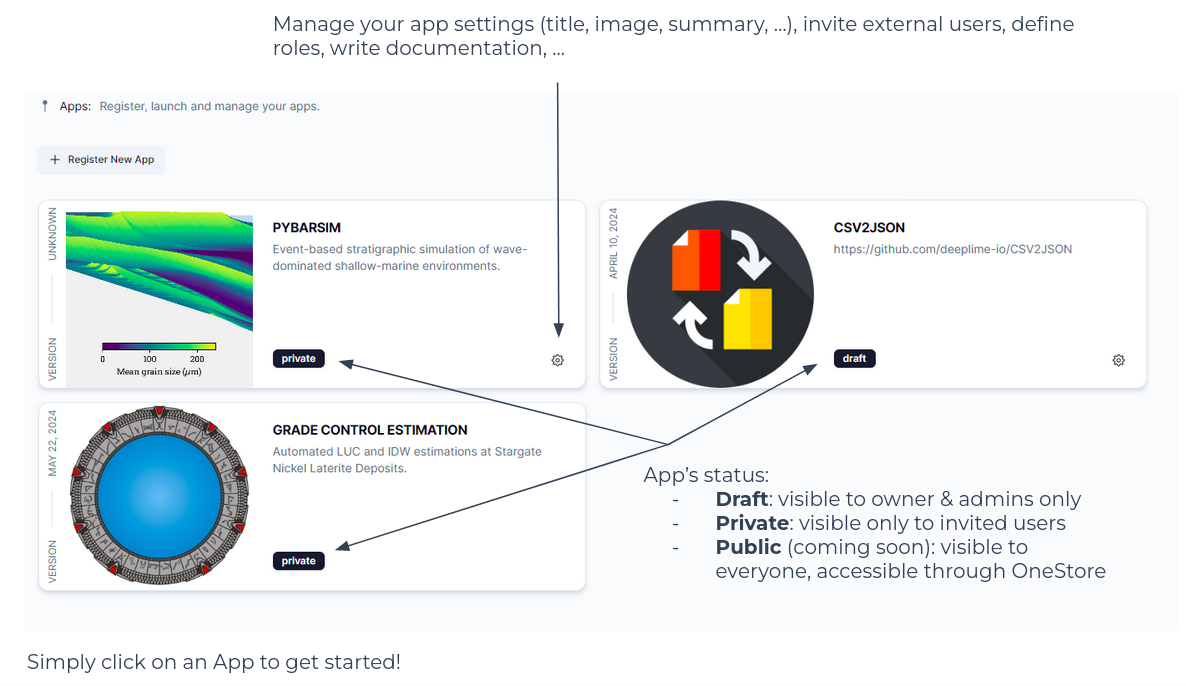 Manage your app settings (title, image, summary, ...), invite external users, define
roles, write documentation, ...
Apps: Register, launch and manage your apps.
+ Register New App
UNKNOWN
VERSION
PYBARSIM
Event-based stratigraphic simulation of wave-
dominated shallow-marine environments.
0 100 200
Mean grain size (μm)
private
APRIL 10, 2024
VERSION
CSV2JSON
https://github.com/deeplime-io/CSV2JSON
draft
MAY 22, 2024
VERSION
GRADE CONTROL ESTIMATION
Automated LUC and IDW estimations at Stargate
Nickel Laterite Deposits.
private
App's status:
- Draft: visible to owner & admins only
- Private: visible only to invited users
- Public (coming soon): visible to
everyone, accessible through OneStore
Simply click on an App to get started!